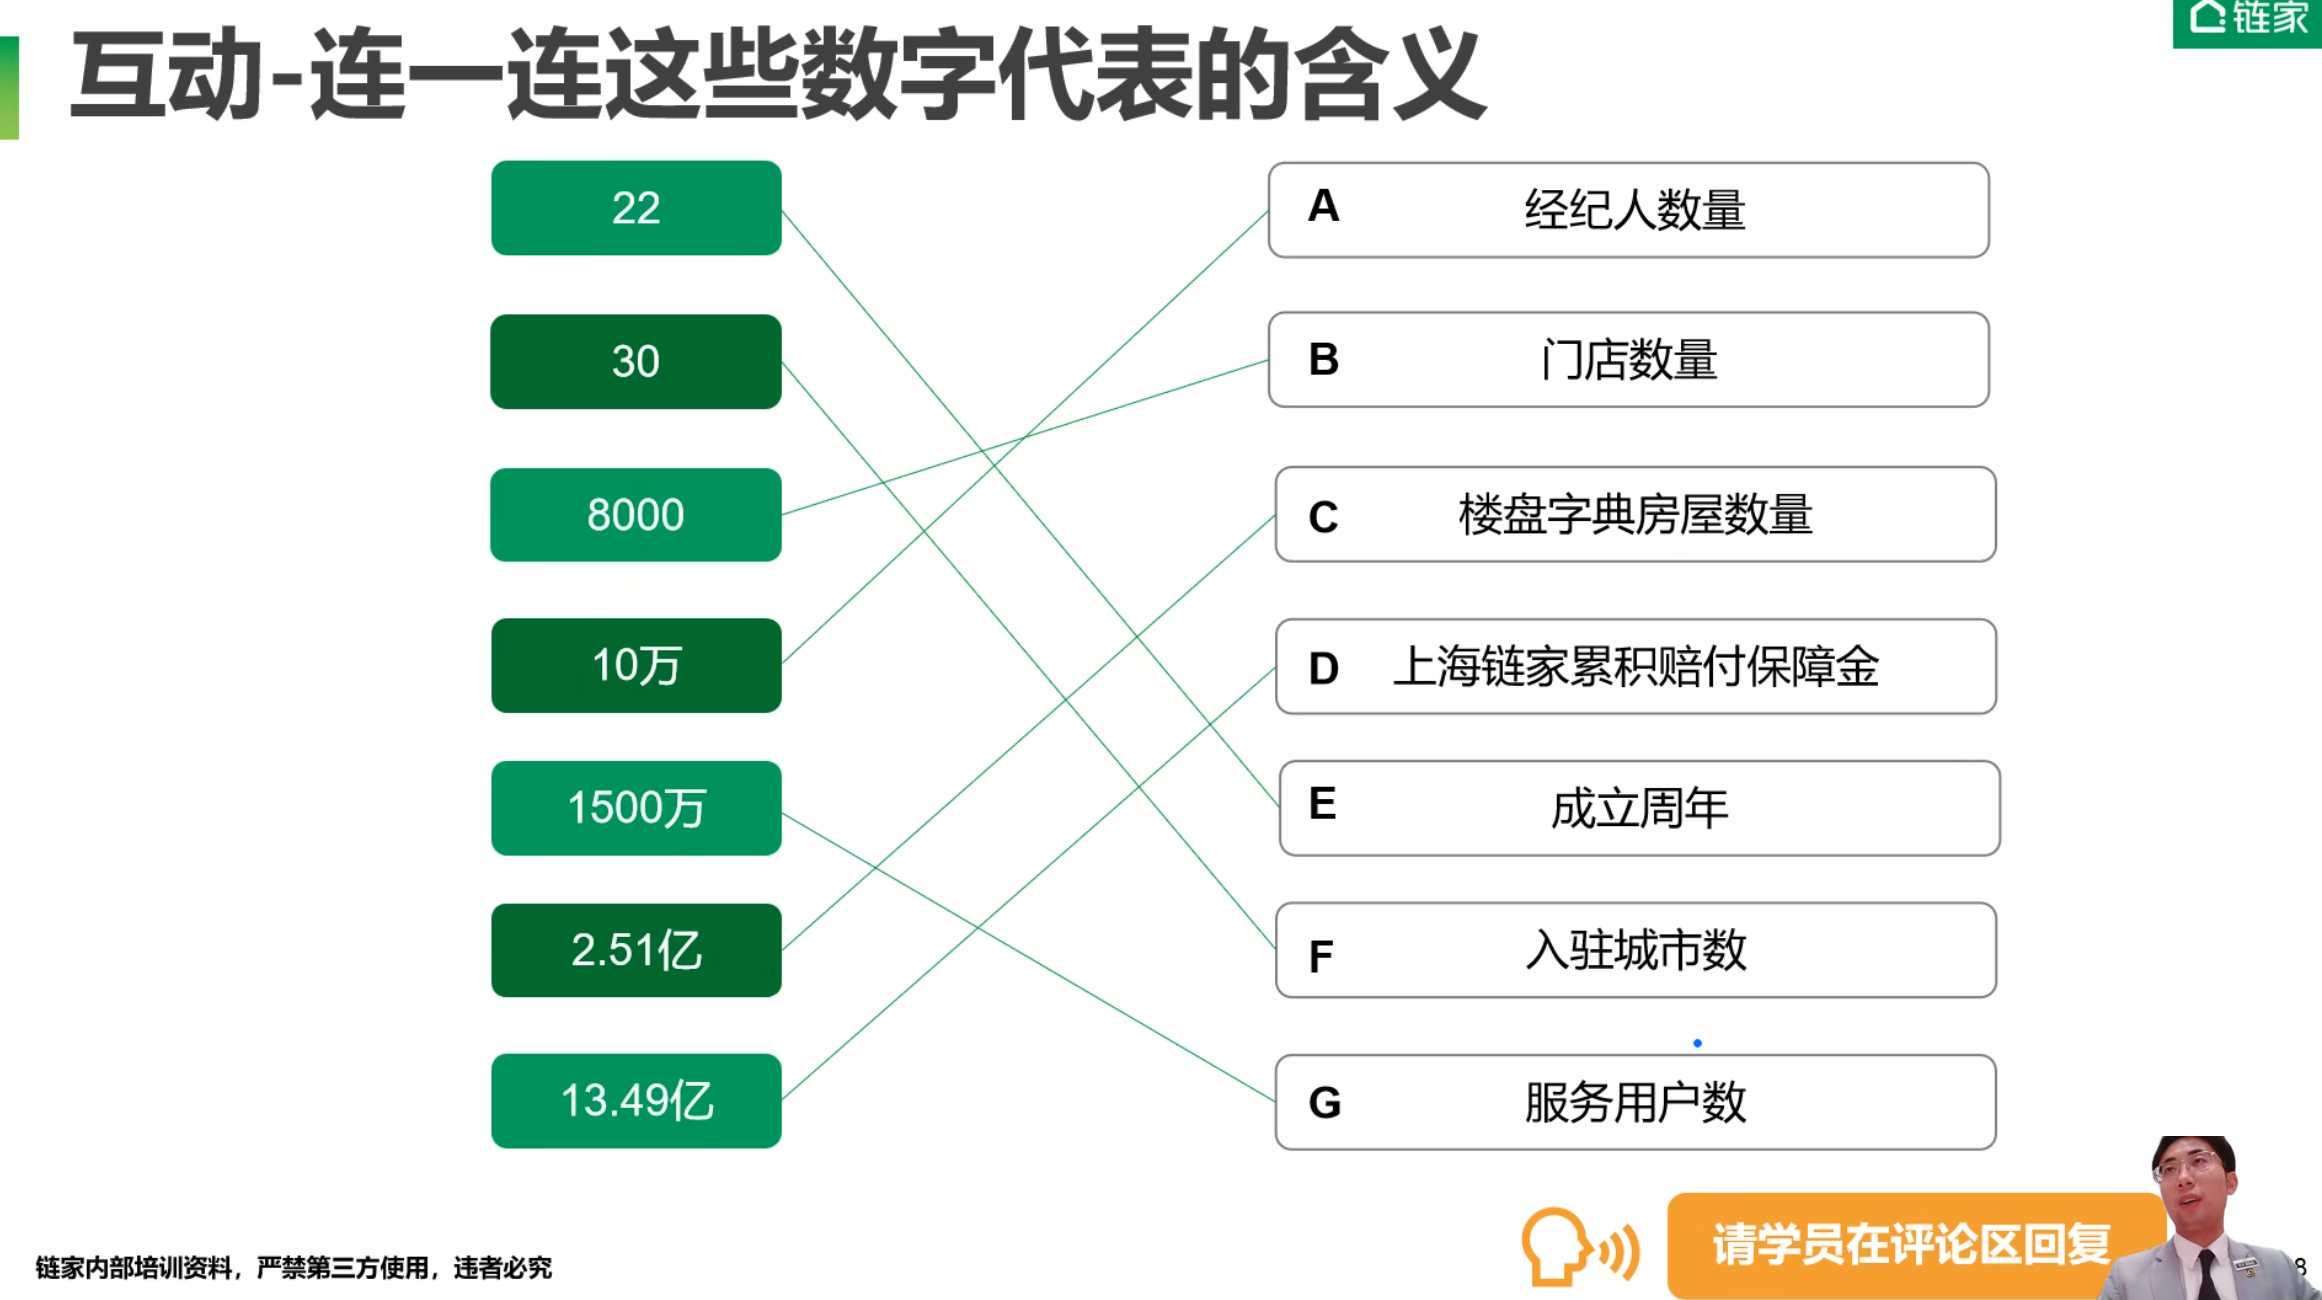 互动-连一连这些数字代表的含义
链家
22
A 经纪人数量
30
B 门店数量
8000
C 楼盘字典房屋数量
10万
D 上海链家累积赔付保障金
1500万
E 成立周年
2.51亿
F 入驻城市数
13.49亿
G 服务用户数
请学员在评论区回复
链家内部培训资料，严禁第三方使用，违者必究
8